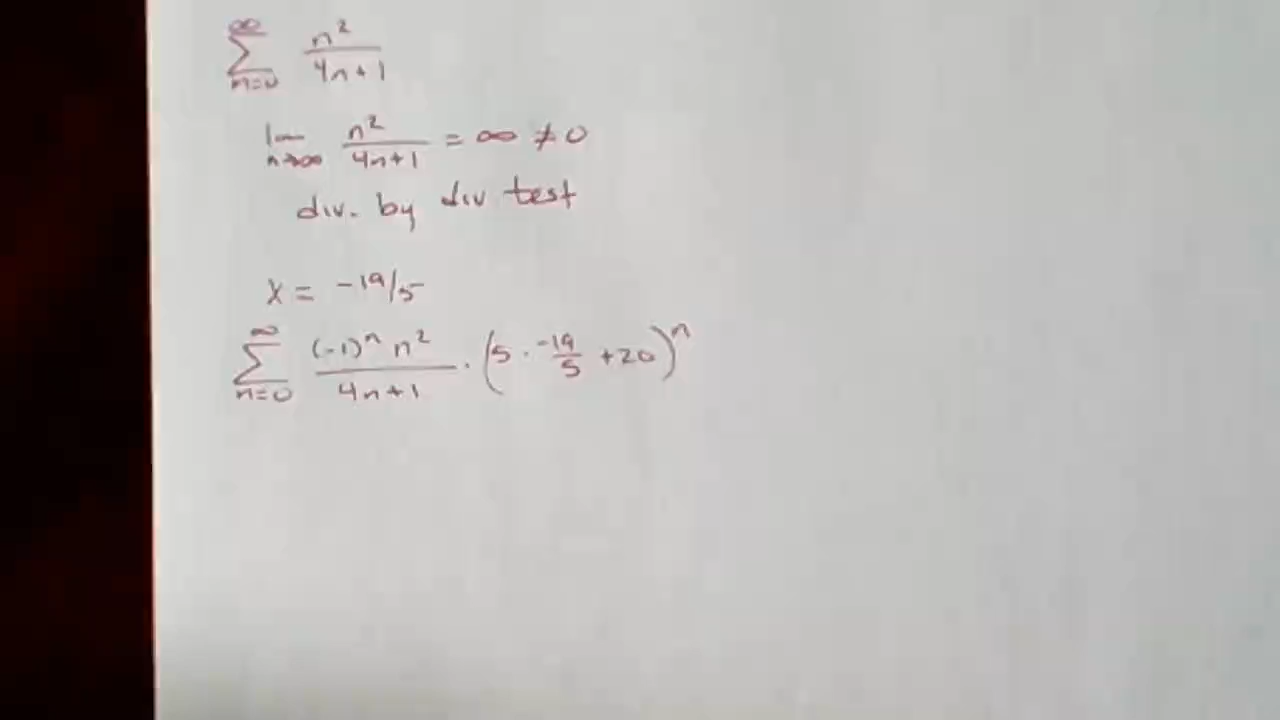 ∞∑n=0 n²/4n+1
lim n→∞ n²/4n+1 = ∞ ≠ 0
div. by div test
x = -19/5
∞∑n=0 (-1)ⁿ n²/4n+1 · (5 · -19/5 +20)ⁿ